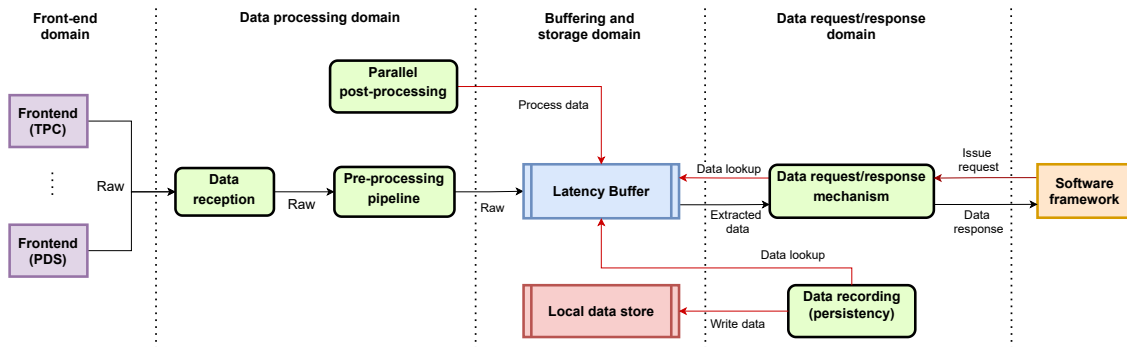 Front-end
domain
Data processing domain
Buffering and
storage domain
Data request/response
domain
Parallel
post-processing
Process data
Frontend
(TPC)
...
Raw
Frontend
(PDS)
Data
reception
Raw
Pre-processing
pipeline
Raw
Latency Buffer
Data lookup
Extracted
data
Data request/response
mechanism
Issue
request
Data
response
Software
framework
Data lookup
Local data store
Write data
Data recording
(persistency)